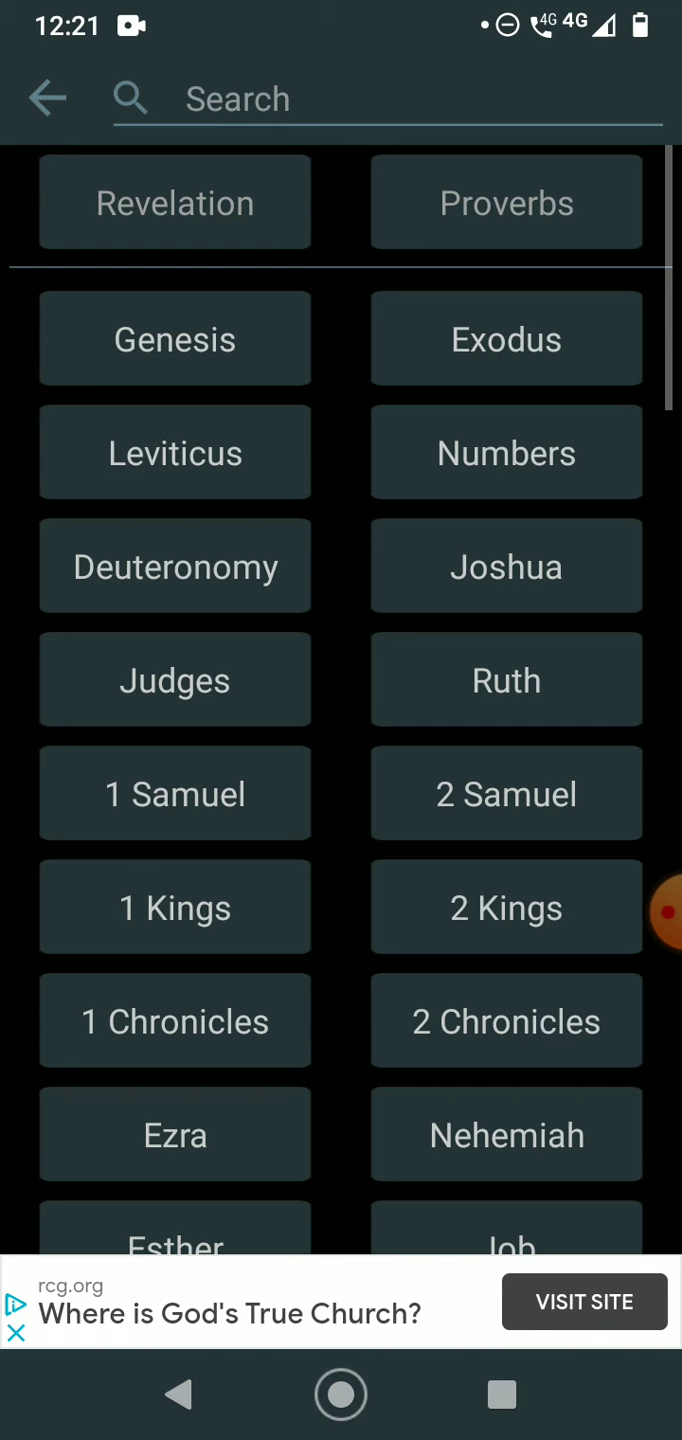 12:21
4G 4G
Search
Revelation Proverbs
Genesis Exodus
Leviticus Numbers
Deuteronomy Joshua
Judges Ruth
1 Samuel 2 Samuel
1 Kings 2 Kings
1 Chronicles 2 Chronicles
Ezra Nehemiah
Esther Job
rcg.org
Where is God's True Church?
VISIT SITE